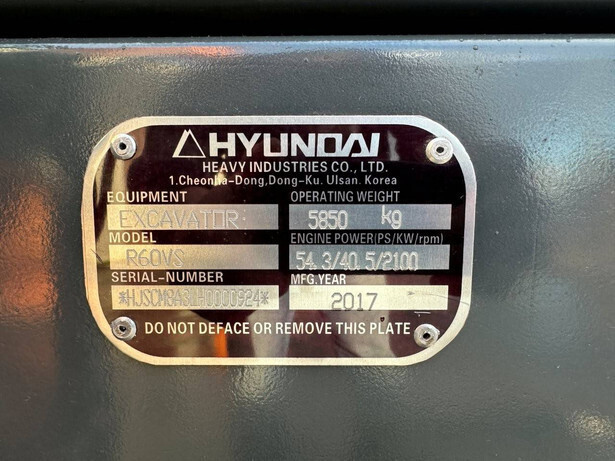 HYUNDAI
HEAVY INDUSTRIES CO., LTD.
1.Cheonha-Dong,Dong-Ku. Ulsan. Korea
EQUIPMENT OPERATING WEIGHT
EXCAVATOR 5850 kg
MODEL ENGINE POWER(PS/KW/rpm)
R60VS 54.3/40.5/2100
SERIAL-NUMBER MFG.YEAR
2017
DO NOT DEFACE OR REMOVE THIS PLATE